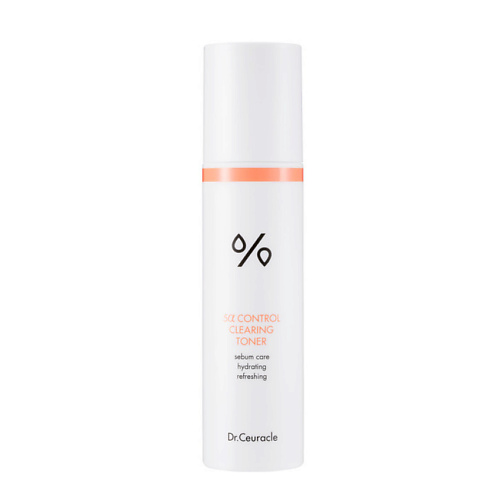 5α CONTROL
CLEARING
TONER
sebum care
hydrating
refreshing
Dr.Ceuracle